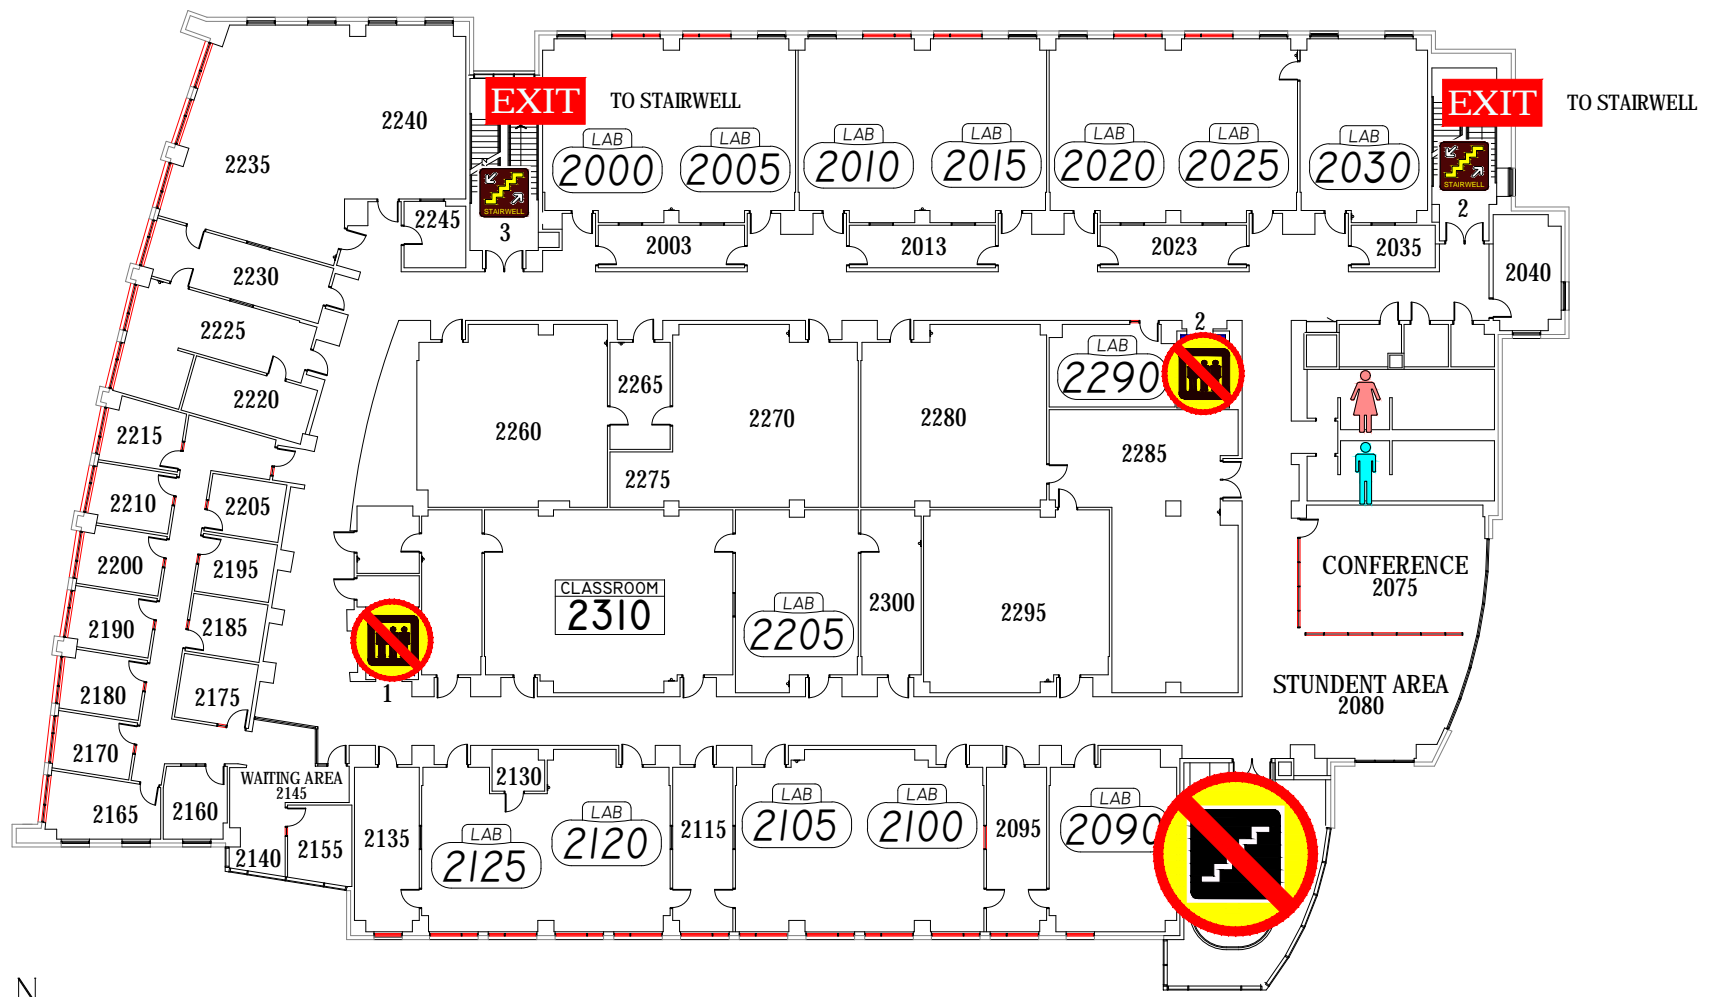 EXIT
TO STAIRWELL
EXIT
TO STAIRWELL
2240
2235
LAB
2000
LAB
2005
LAB
2010
LAB
2015
LAB
2020
LAB
2025
LAB
2030
STAIRWELL
STAIRWELL
2245
3
2
2003
2013
2023
2035
2040
2230
2225
2220
2
2265
LAB
2290
2260
2270
2280
2275
2285
2215
2210
2205
2200
2195
2190
2185
2180
2175
2170
2165
2160
CLASSROOM
2310
LAB
2205
2300
2295
CONFERENCE
2075
STUNDENT AREA
2080
1
WAITING AREA
2145
2140
2155
2135
2130
LAB
2125
LAB
2120
2115
LAB
2105
LAB
2100
2095
LAB
2090
N